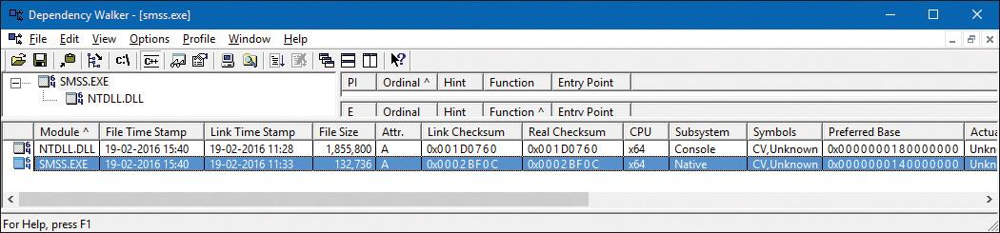 Dependency Walker - [smss.exe]
File Edit View Options Profile Window Help
C:\ C++
SMSS.EXE
NTDLL.DLL
PI Ordinal ^ Hint Function Entry Point
E Ordinal Hint Function ^ Entry Point
Module ^ File Time Stamp Link Time Stamp File Size Attr. Link Checksum Real Checksum CPU Subsystem Symbols Preferred Base Actua
NTDLL.DLL 19-02-2016 15:40 19-02-2016 11:28 1,855,800 A 0x001D0760 0x001D0760 x64 Console CV,Unknown 0x0000000180000000 Unkn
SMSS.EXE 19-02-2016 15:40 19-02-2016 11:33 132,736 A 0x0002BF0C 0x0002BF0C x64 Native CV,Unknown 0x0000000140000000 Unkn
For Help, press F1